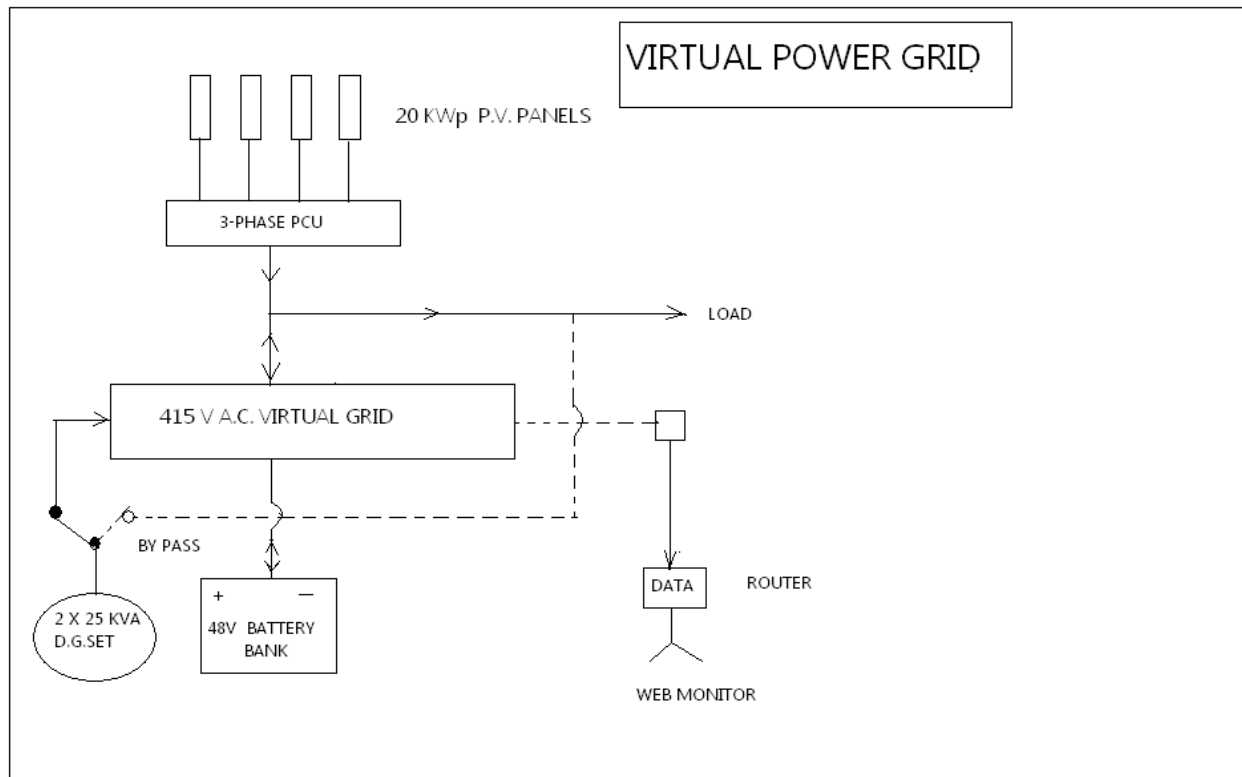 VIRTUAL POWER GRID
20 KWp P.V. PANELS
3-PHASE PCU
LOAD
415 V A.C. VIRTUAL GRID
BY PASS
DATA
ROUTER
2 X 25 KVA
D.G.SET
+ —
48V BATTERY
BANK
WEB MONITOR